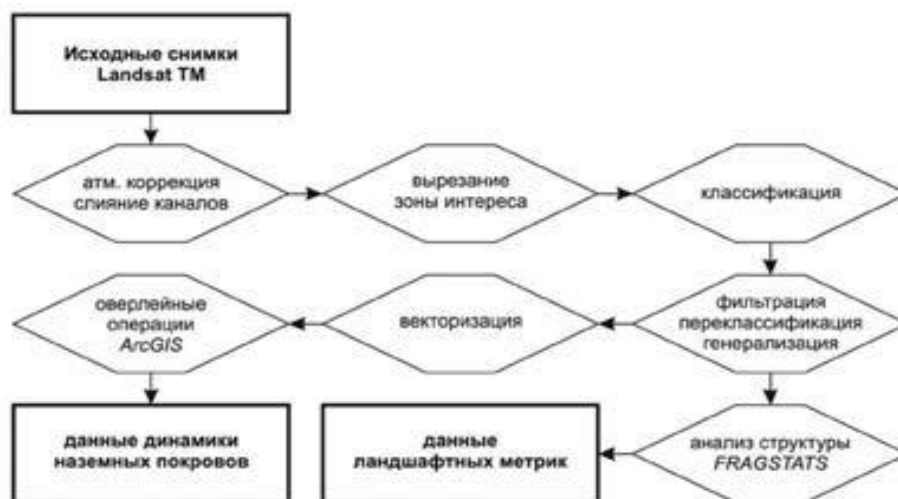 Исходные снимки
Landsat TM
атм. коррекция
слияние каналов
вырезание
зоны интереса
классификация
фильтрация
переклассификация
генерализация
векторизация
оверлейные
операции
ArcGIS
данные динамики
наземных покровов
данные
ландшафтных метрик
анализ структуры
FRAGSTATS